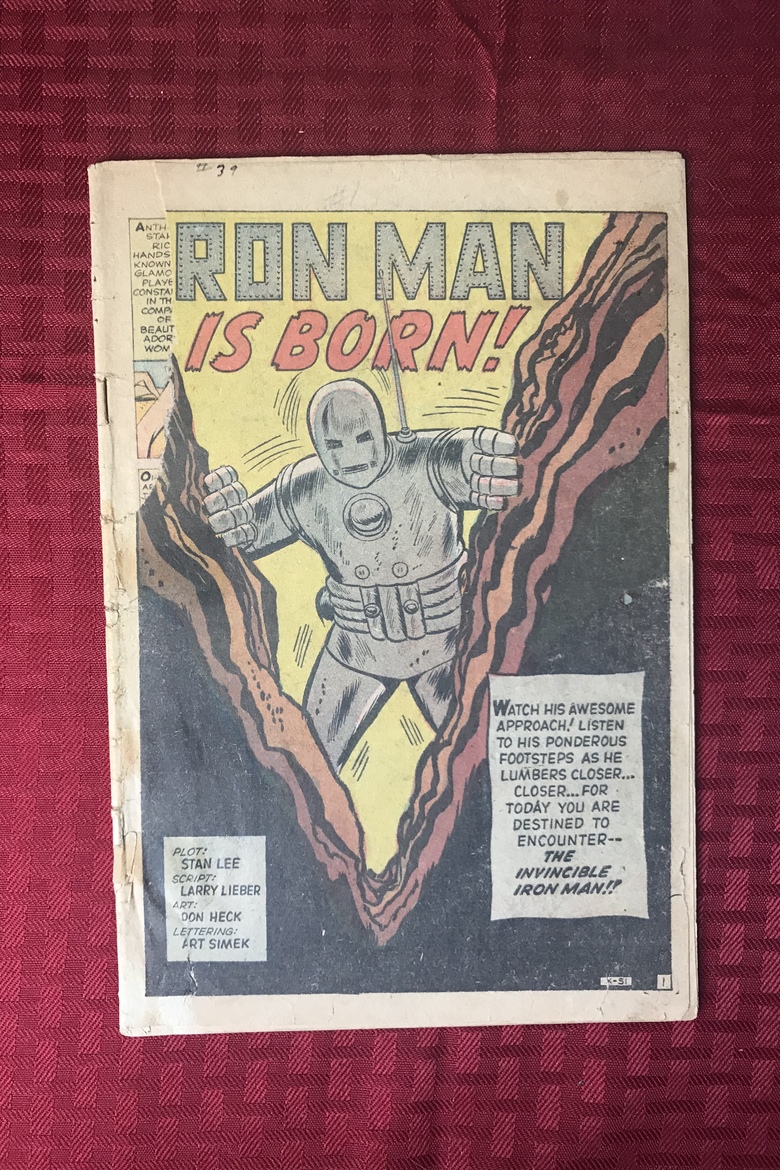 # 39
#1
IRON MAN
IS BORN!
ANTH
STA
RIC
HANDS
KNOWN
GLAMO
PLAYE
CONSTA
IN TH
COMP
OF
BEAUT
ADOR
WOM
WATCH HIS AWESOME
APPROACH! LISTEN
TO HIS PONDEROUS
FOOTSTEPS AS HE
LUMBERS CLOSER...
CLOSER...FOR
TODAY YOU ARE
DESTINED TO
ENCOUNTER--
THE
INVINCIBLE
IRON MAN!!
PLOT:
STAN LEE
SCRIPT:
LARRY LIEBER
ART:
DON HECK
LETTERING:
ART SIMEK
X-51
1